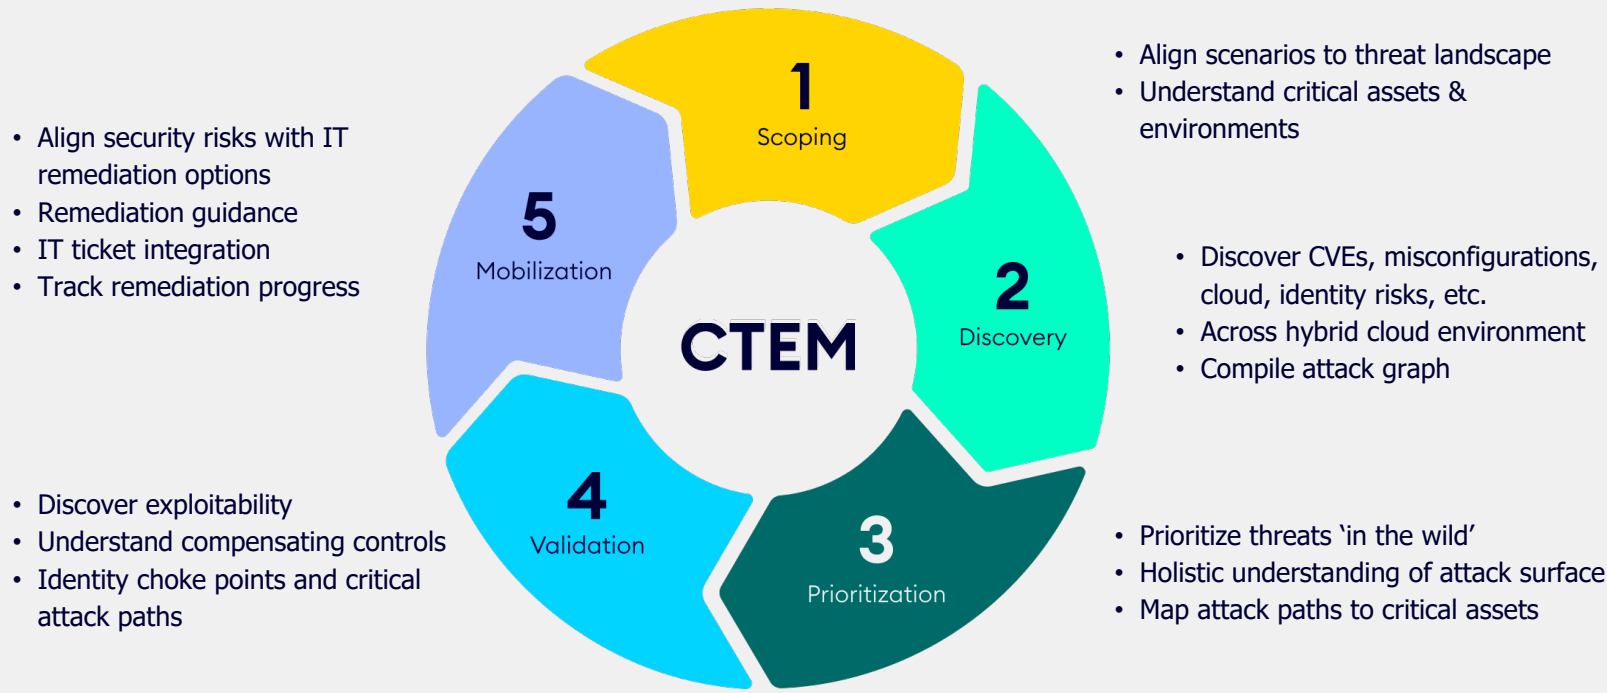 1
Scoping
• Align scenarios to threat landscape
• Understand critical assets &
environments
2
Discovery
• Discover CVEs, misconfigurations,
cloud, identity risks, etc.
• Across hybrid cloud environment
• Compile attack graph
3
Prioritization
• Prioritize threats ‘in the wild’
• Holistic understanding of attack surface
• Map attack paths to critical assets
4
Validation
• Discover exploitability
• Understand compensating controls
• Identity choke points and critical
attack paths
5
Mobilization
• Align security risks with IT
remediation options
• Remediation guidance
• IT ticket integration
• Track remediation progress
CTEM